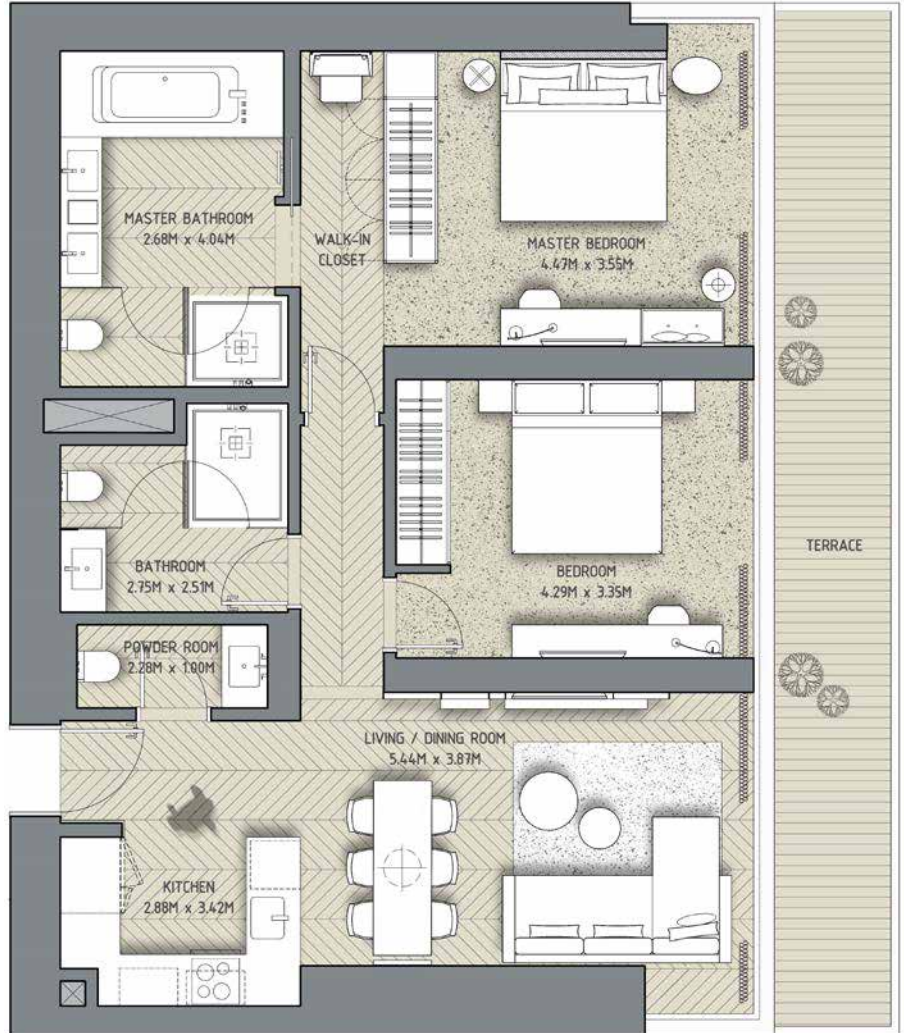 MASTER BATHROOM
2.68M x 4.04M
WALK-IN
CLOSET
MASTER BEDROOM
4.47M x 3.55M
BATHROOM
2.75M x 2.51M
BEDROOM
4.29M x 3.35M
TERRACE
POWDER ROOM
2.28M x 1.00M
LIVING / DINING ROOM
5.44M x 3.87M
KITCHEN
2.88M x 3.42M